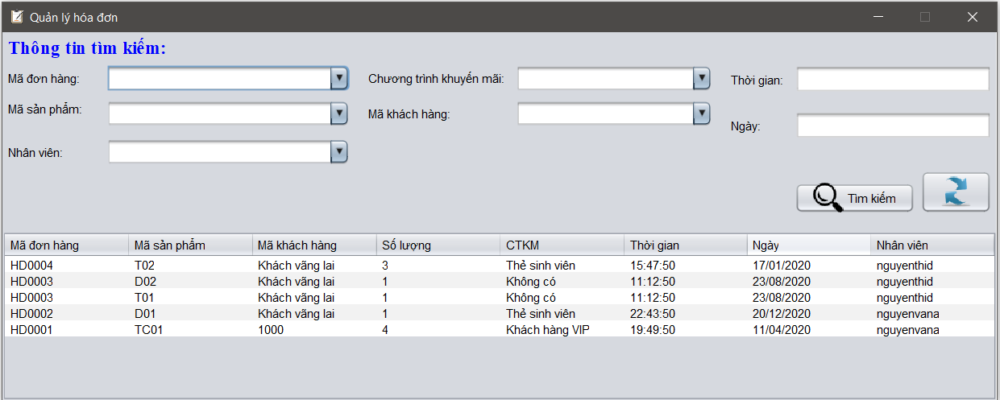 Quản lý hóa đơn
Thông tin tìm kiếm:
Mã đơn hàng: Chương trình khuyến mãi: Thời gian:
Mã sản phẩm: Mã khách hàng: Ngày:
Nhân viên:
Tìm kiếm
Mã đơn hàng Mã sản phẩm Mã khách hàng Số lượng CTKM Thời gian Ngày Nhân viên
HD0004 T02 Khách vãng lai 3 Thẻ sinh viên 15:47:50 17/01/2020 nguyenthid
HD0003 D02 Khách vãng lai 1 Không có 11:12:50 23/08/2020 nguyenthid
HD0003 T01 Khách vãng lai 1 Không có 11:12:50 23/08/2020 nguyenthid
HD0002 D01 Khách vãng lai 1 Thẻ sinh viên 22:43:50 20/12/2020 nguyenvana
HD0001 TC01 1000 4 Khách hàng VIP 19:49:50 11/04/2020 nguyenvana